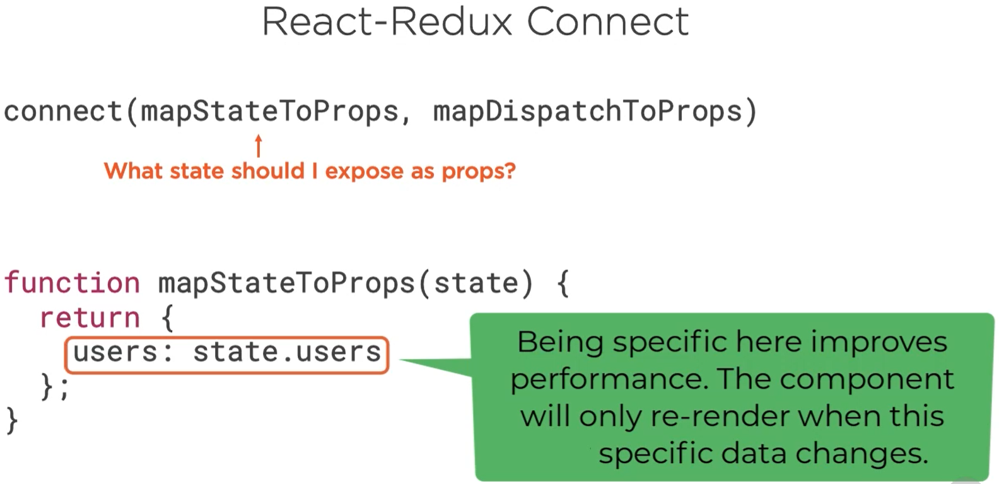 React-Redux Connect
connect(mapStateToProps, mapDispatchToProps)
What state should I expose as props?
function mapStateToProps(state) {
  return {
    users: state.users
  };
}
Being specific here improves
performance. The component
will only re-render when this
specific data changes.